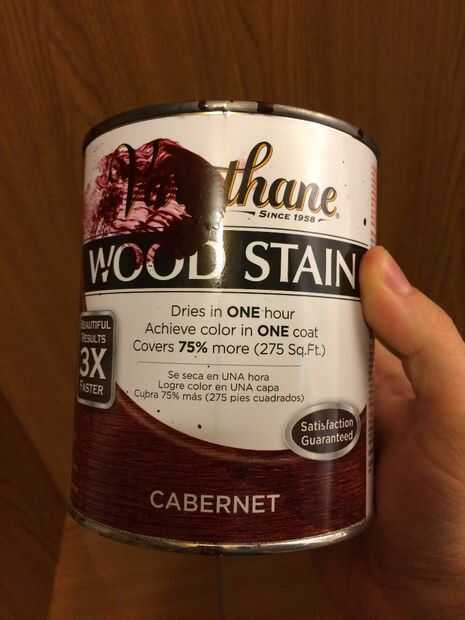 thane
SINCE 1958
WOOD STAIN
Dries in ONE hour
Achieve color in ONE coat
Covers 75% more (275 Sq.Ft.)
Se seca en UNA hora
Logre color en UNA capa
Cubra 75% más (275 pies cuadrados)
BEAUTIFUL
RESULTS
3X
FASTER
Satisfaction
Guaranteed
CABERNET